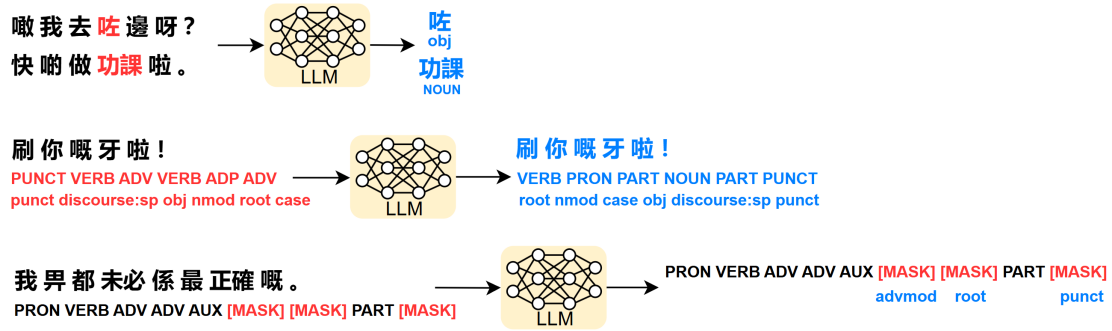 噉 我 去 咗 邊 呀 ?
快 啲 做 功課 啦 。
LLM
咗
obj
功課
NOUN
刷 你 嘅 牙 啦 !
PUNCT VERB ADV VERB ADP ADV
punct discourse:sp obj nmod root case
LLM
刷 你 嘅 牙 啦 !
VERB PRON PART NOUN PART PUNCT
root nmod case obj discourse:sp punct
我 畀 都 未必 係 最 正確 嘅 。
PRON VERB ADV ADV AUX [MASK] [MASK] PART [MASK]
LLM
PRON VERB ADV ADV AUX [MASK] [MASK] PART [MASK]
advmod root punct